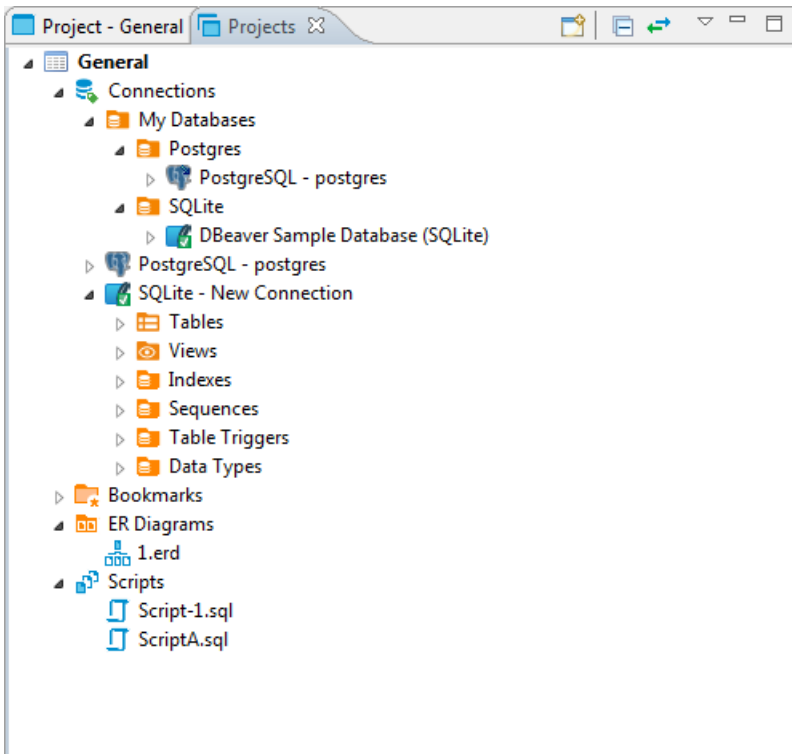 Project - General Projects
General
Connections
My Databases
Postgres
PostgreSQL - postgres
SQLite
DBeaver Sample Database (SQLite)
PostgreSQL - postgres
SQLite - New Connection
Tables
Views
Indexes
Sequences
Table Triggers
Data Types
Bookmarks
ER Diagrams
1.erd
Scripts
Script-1.sql
ScriptA.sql